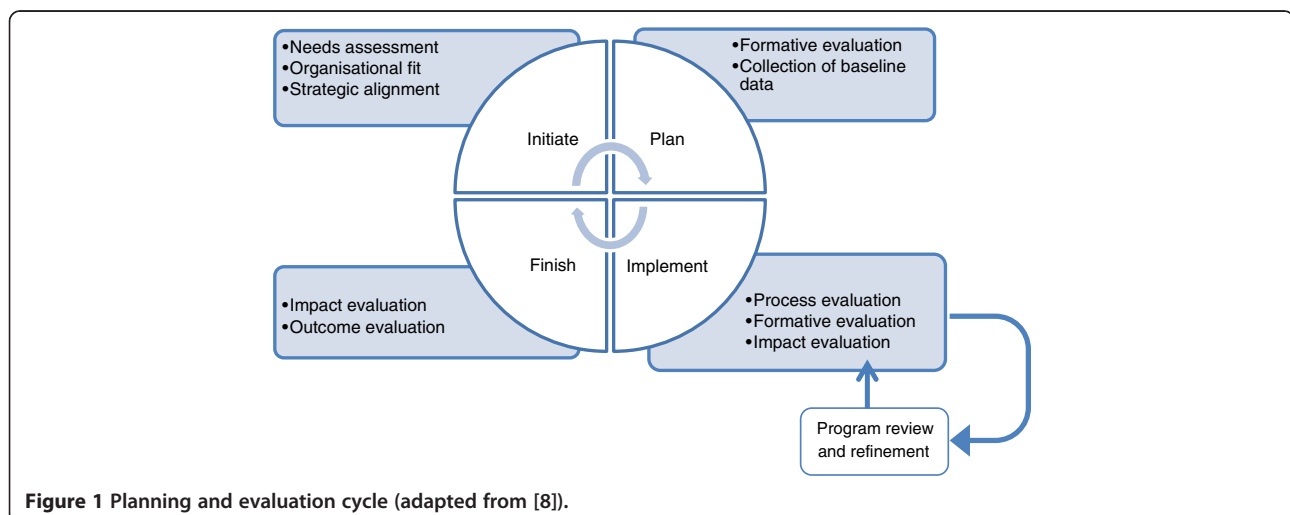 •Needs assessment
•Organisational fit
•Strategic alignment
•Formative evaluation
•Collection of baseline
data
Initiate
Plan
Finish
Implement
•Impact evaluation
•Outcome evaluation
•Process evaluation
•Formative evaluation
•Impact evaluation
Program review
and refinement
Figure 1 Planning and evaluation cycle (adapted from [8]).